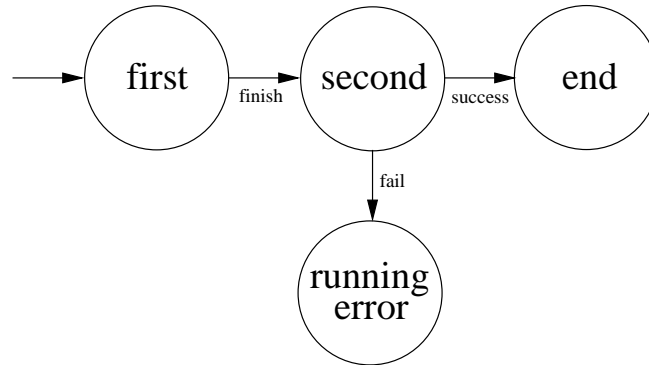 first
finish
second
success
end
fail
running
error